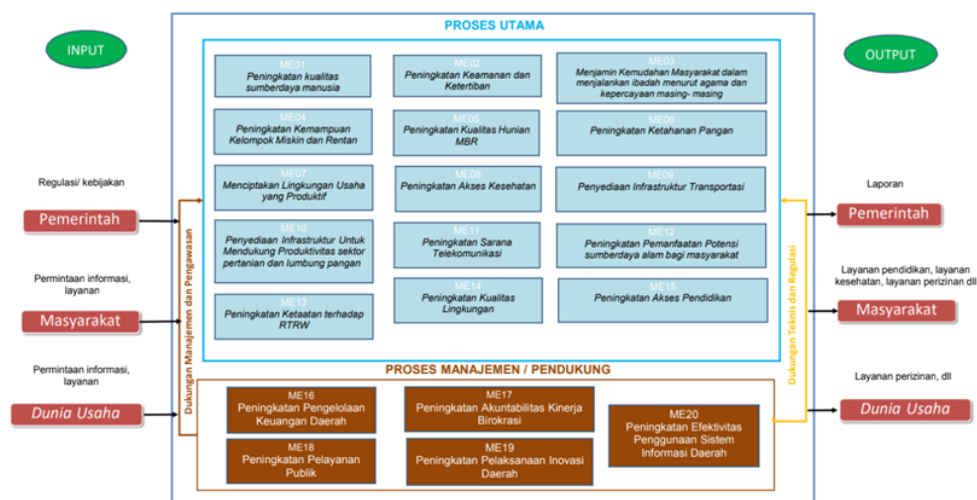 PROSES UTAMA
INPUT
OUTPUT
ME01
Peningkatan kualitas
sumberdaya manusia
ME02
Peningkatan Keamanan dan
Ketertiban
ME03
Menjamin Kemudahan Masyarakat dalam
menjalankan ibadah menurut agama dan
kepercayaan masing- masing
ME04
Peningkatan Kemampuan
Kelompok Miskin dan Rentan
ME05
Peningkatan Kualitas Hunian
MBR
ME06
Peningkatan Ketahanan Pangan
ME07
Menciptakan Lingkungan Usaha
yang Produktif
ME08
Peningkatan Akses Kesehatan
ME09
Penyediaan Infrastruktur Transportasi
ME10
Penyediaan Infrastruktur Untuk
Mendukung Produktivitas sektor
pertanian dan lumbung pangan
ME11
Peningkatan Sarana
Telekomunikasi
ME12
Peningkatan Pemanfaatan Potensi
sumberdaya alam bagi masyarakat
ME13
Peningkatan Ketaatan terhadap
RTRW
ME14
Peningkatan Kualitas
Lingkungan
ME15
Peningkatan Akses Pendidikan
Regulasi/ kebijakan
Pemerintah
Permintaan informasi,
layanan
Masyarakat
Permintaan informasi,
layanan
Dunia Usaha
Dukungan Manajemen dan Pengawasan
Dukungan Teknis dan Regulasi
Laporan
Pemerintah
Layanan pendidikan, layanan
kesehatan, layanan perizinan dll
Masyarakat
Layanan perizinan, dll
Dunia Usaha
PROSES MANAJEMEN / PENDUKUNG
ME16
Peningkatan Pengelolaan
Keuangan Daerah
ME17
Peningkatan Akuntabilitas Kinerja
Birokrasi
ME18
Peningkatan Pelayanan
Publik
ME19
Peningkatan Pelaksanaan Inovasi
Daerah
ME20
Peningkatan Efektivitas
Penggunaan Sistem
Informasi Daerah